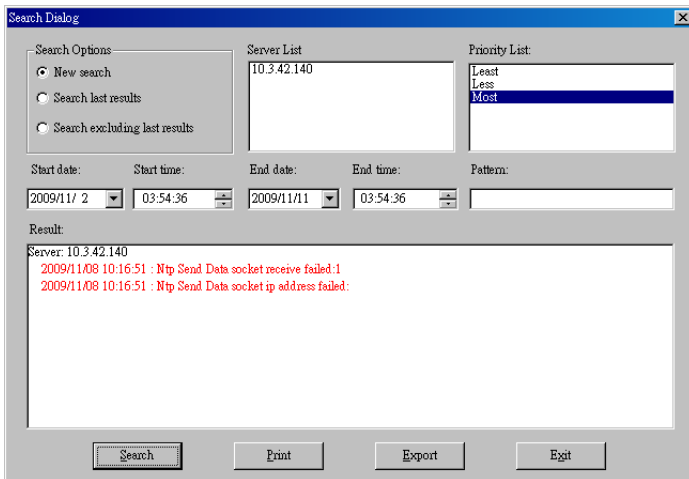 Search Dialog
Search Options
New search
Search last results
Search excluding last results
Server List
10.3.42.140
Priority List:
Least
Less
Most
Start date:
Start time:
End date:
End time:
Pattern:
2009/11/ 2
03:54:36
2009/11/11
03:54:36
Result:
Server: 10.3.42.140
2009/11/08 10:16:51 : Ntp Send Data socket receive failed:1
2009/11/08 10:16:51 : Ntp Send Data socket ip address failed:
Search
Print
Export
Exit